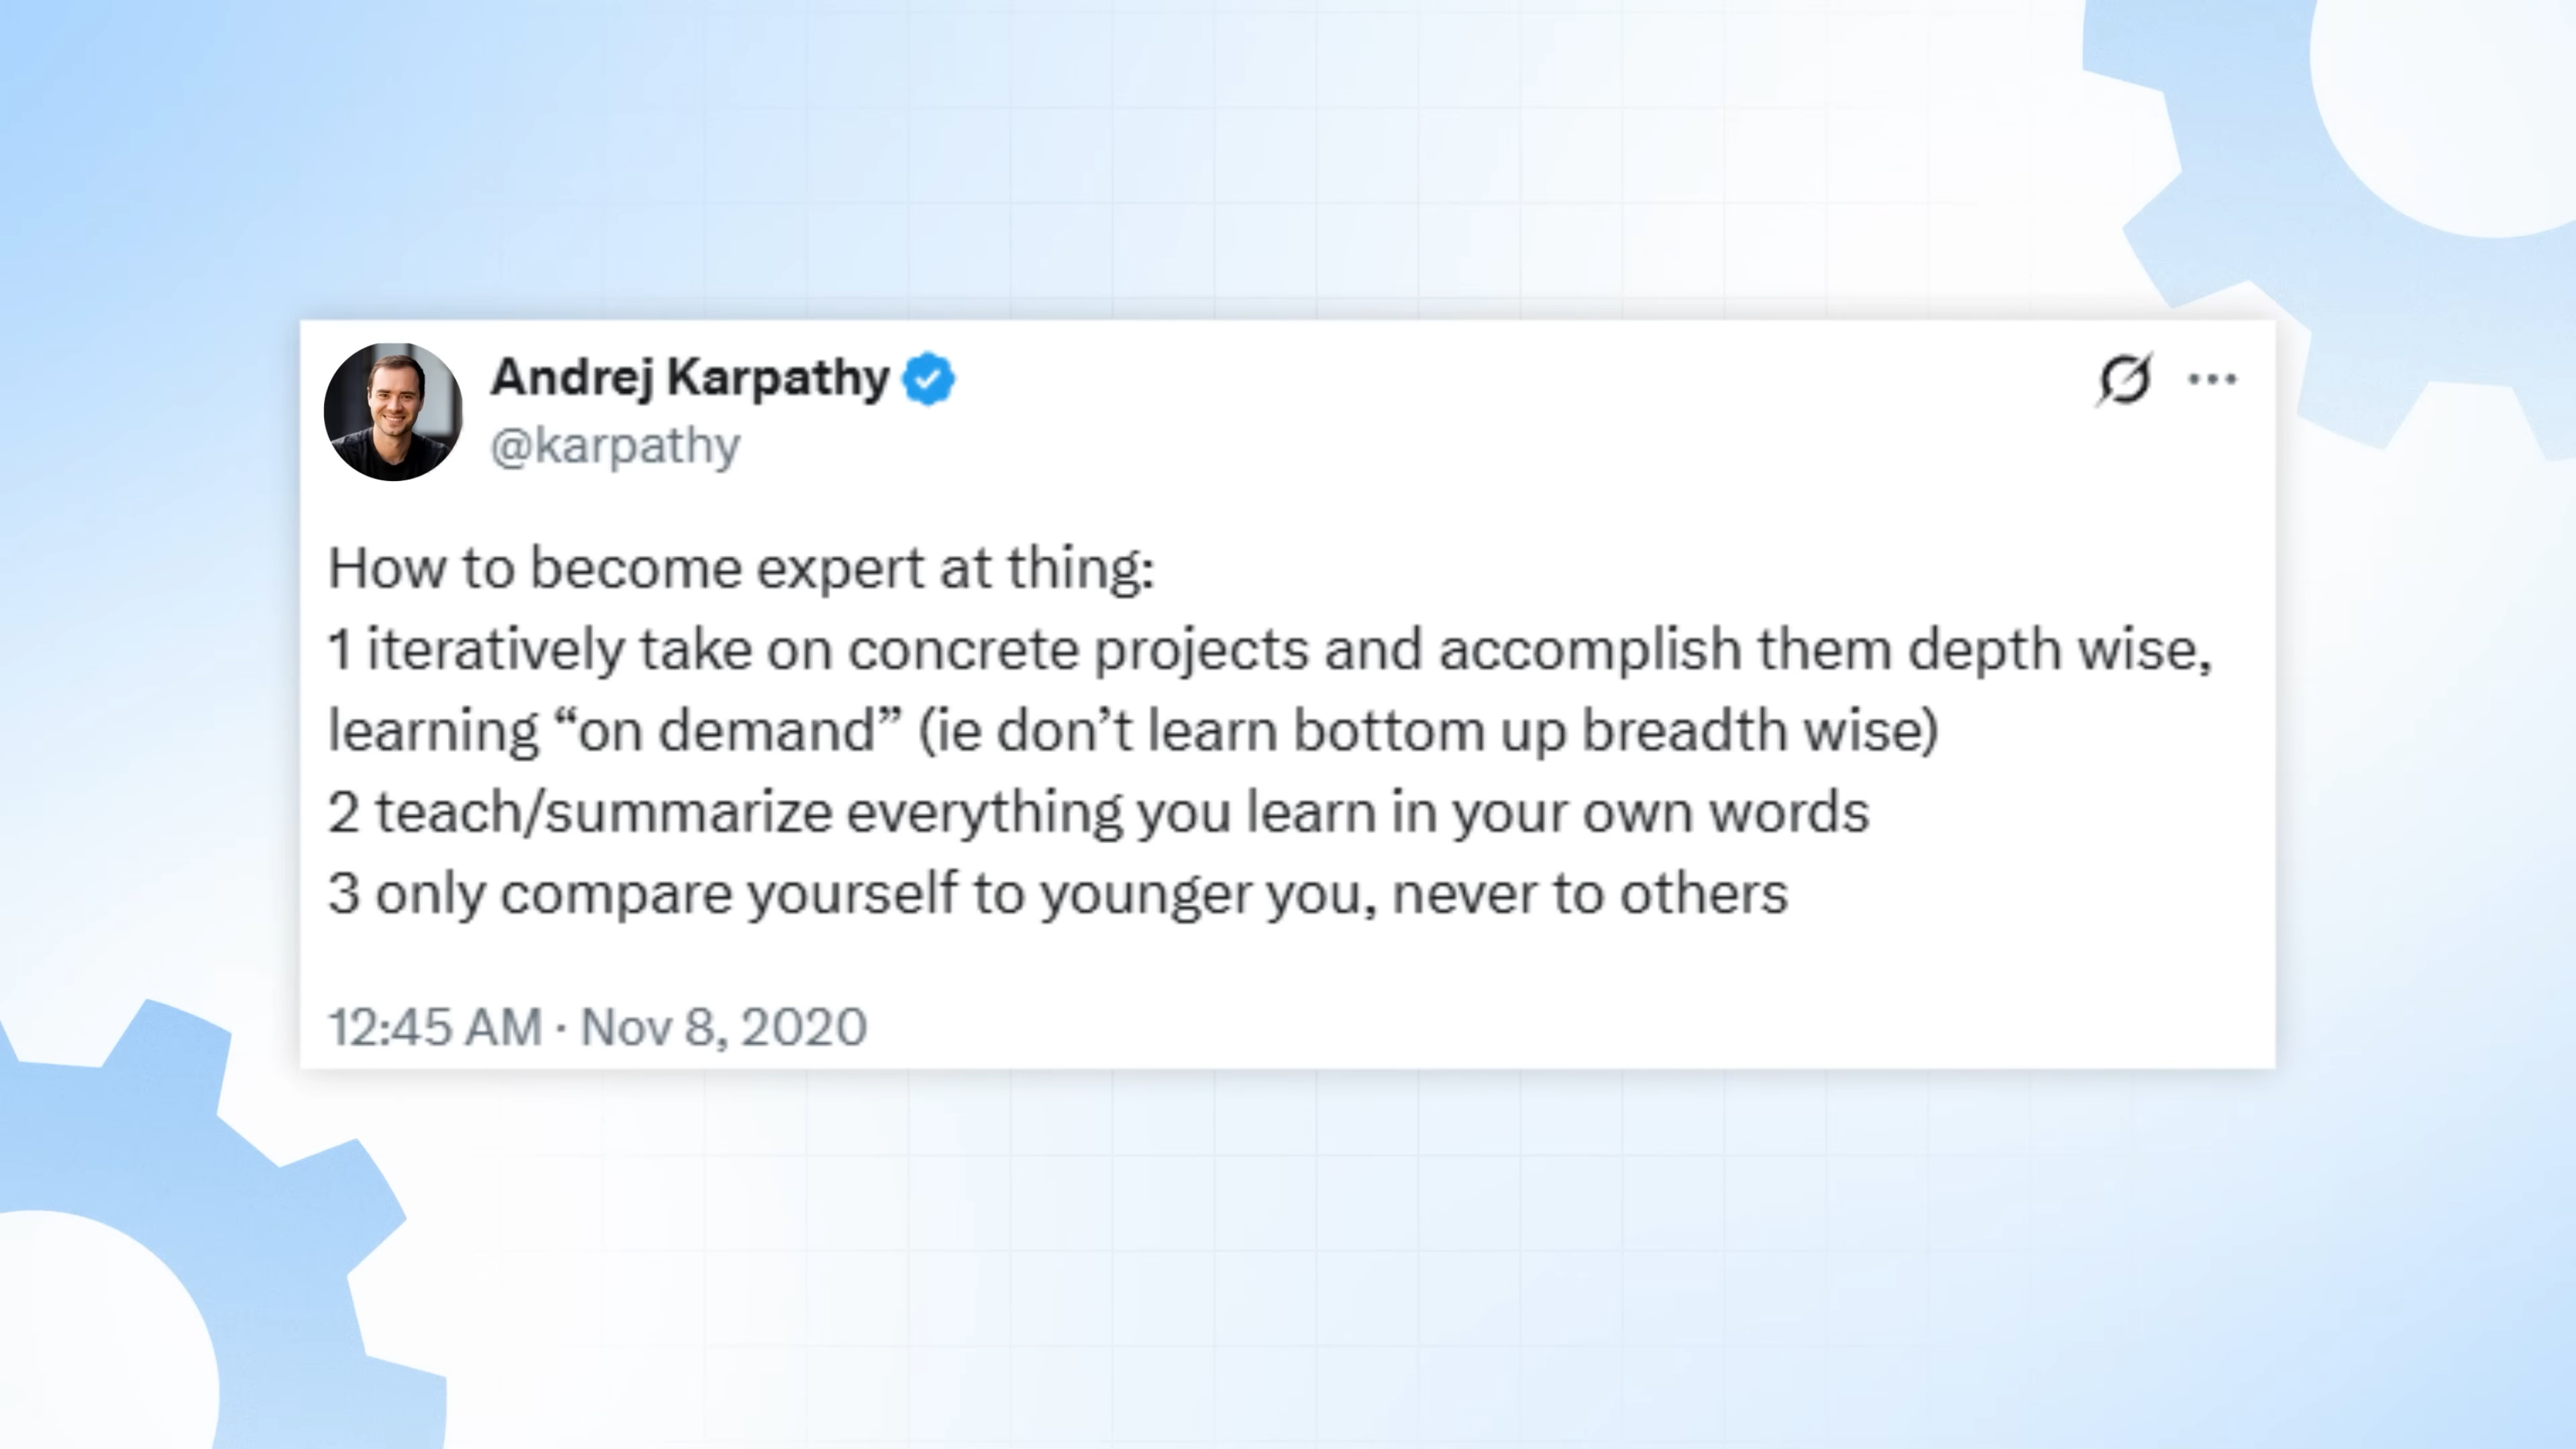 Andrej Karpathy
@karpathy
How to become expert at thing:
1 iteratively take on concrete projects and accomplish them depth wise,
learning “on demand” (ie don’t learn bottom up breadth wise)
2 teach/summarize everything you learn in your own words
3 only compare yourself to younger you, never to others
12:45 AM · Nov 8, 2020